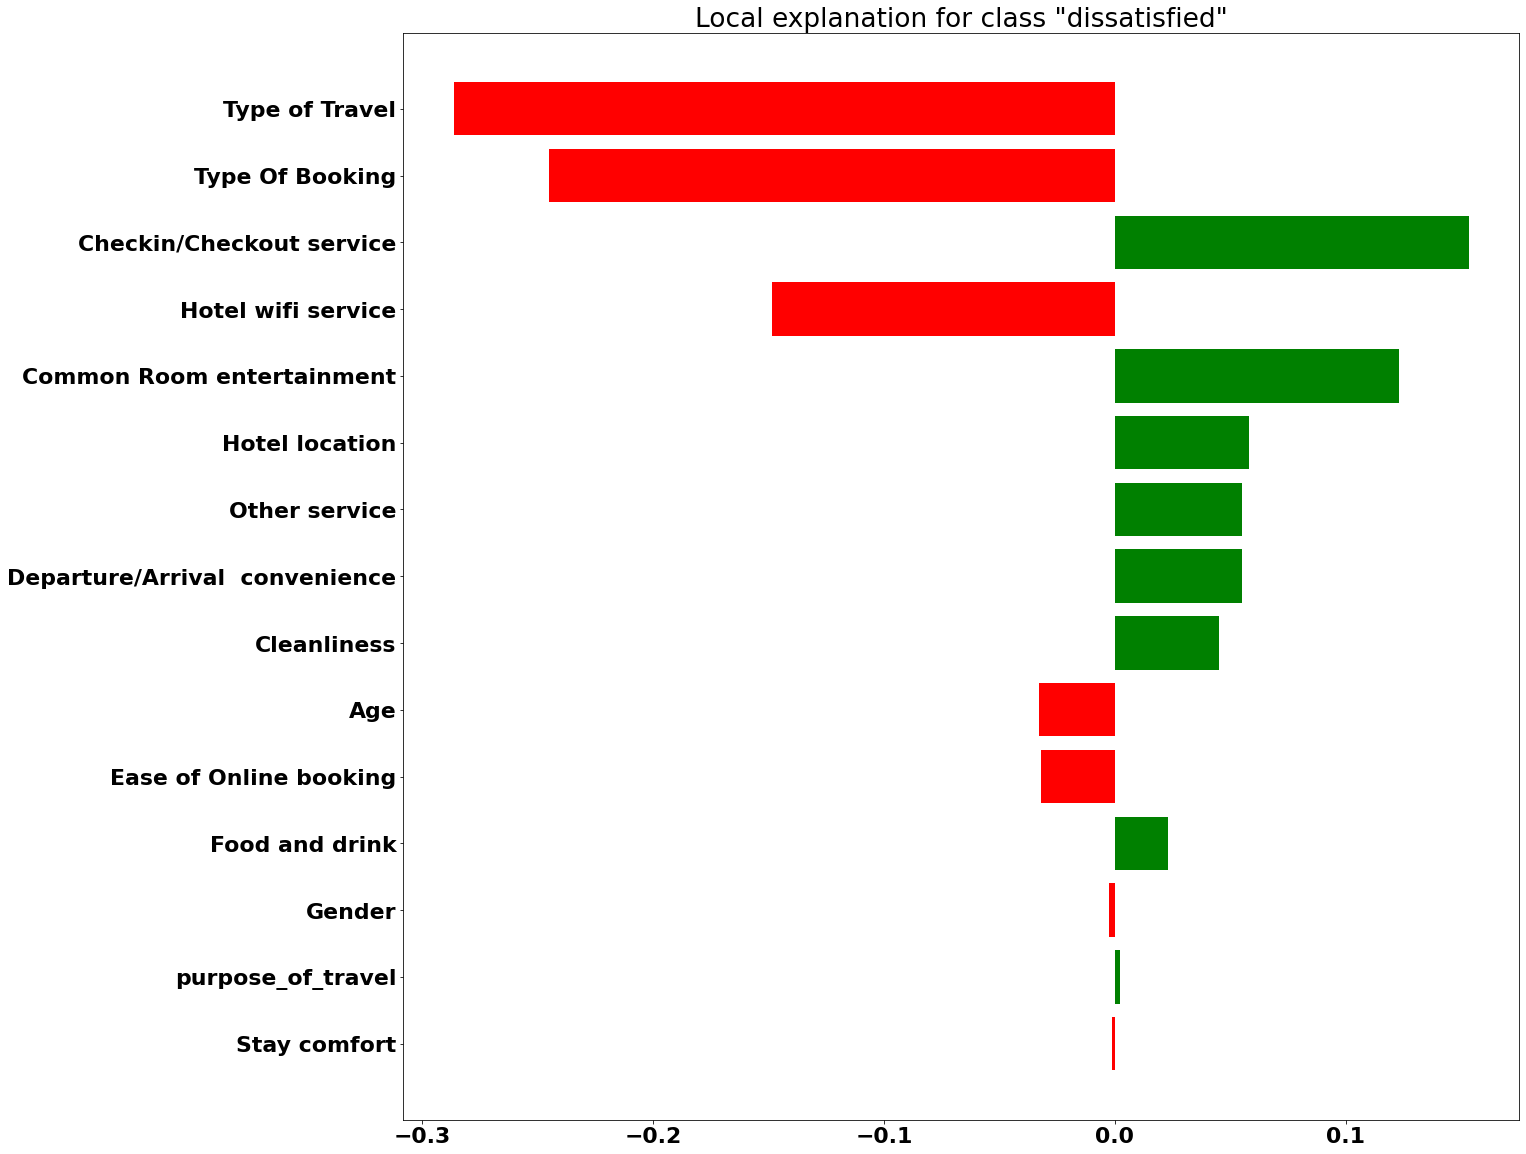 Local explanation for class "dissatisfied"
Type of Travel
Type Of Booking
Checkin/Checkout service
Hotel wifi service
Common Room entertainment
Hotel location
Other service
Departure/Arrival  convenience
Cleanliness
Age
Ease of Online booking
Food and drink
Gender
purpose_of_travel
Stay comfort
−0.3 −0.2 −0.1 0.0 0.1